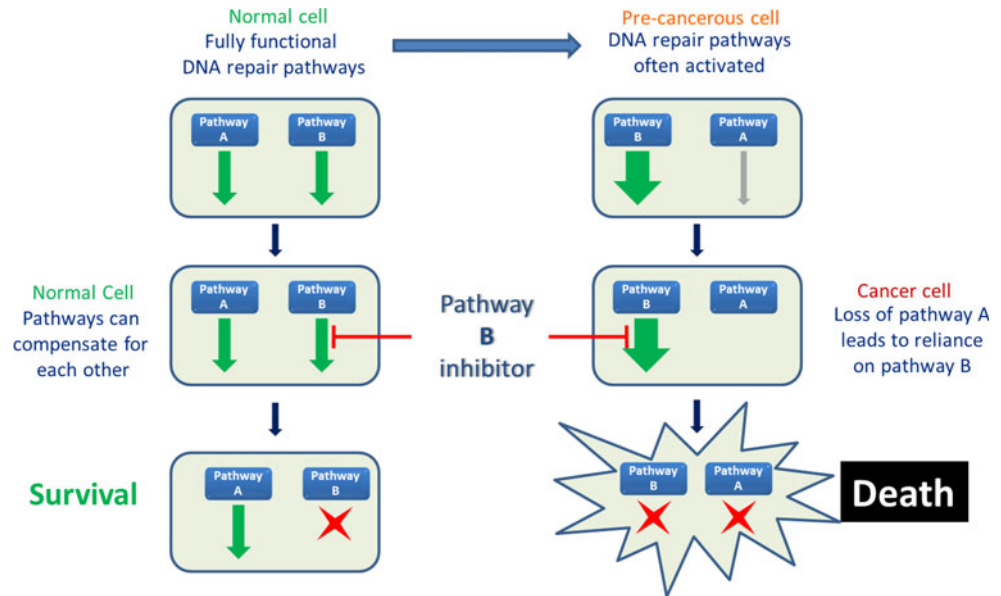 Normal cell
Fully functional
DNA repair pathways
Pre-cancerous cell
DNA repair pathways
often activated
Pathway
A
Pathway
B
Pathway
B
Pathway
A
Normal Cell
Pathways can
compensate for
each other
Pathway
A
Pathway
B
Pathway
B
inhibitor
Pathway
B
Pathway
A
Cancer cell
Loss of pathway A
leads to reliance
on pathway B
Survival
Pathway
A
Pathway
B
Pathway
B
Pathway
A
Death